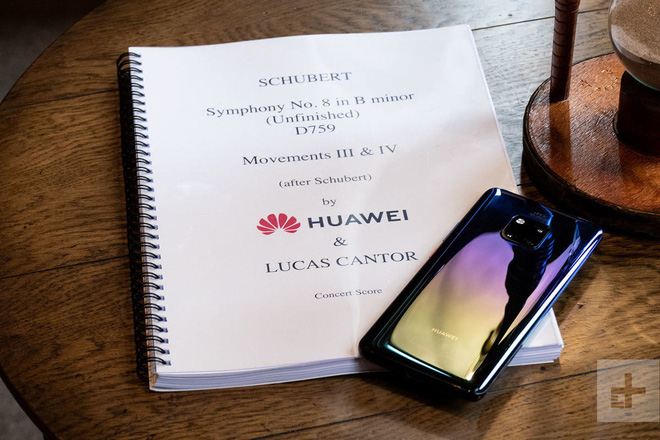 SCHUBERT
Symphony No. 8 in B minor
(Unfinished)
D759
Movements III & IV
(after Schubert)
by
HUAWEI
&
LUCAS CANTOR
Concert Score
HUAWEI